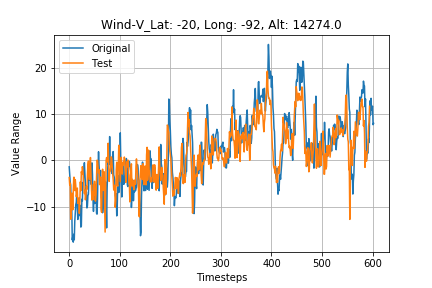 Wind-V_Lat: -20, Long: -92, Alt: 14274.0
Original
Test
Value Range
20
10
0
−10
0
100
200
300
400
500
600
Timesteps